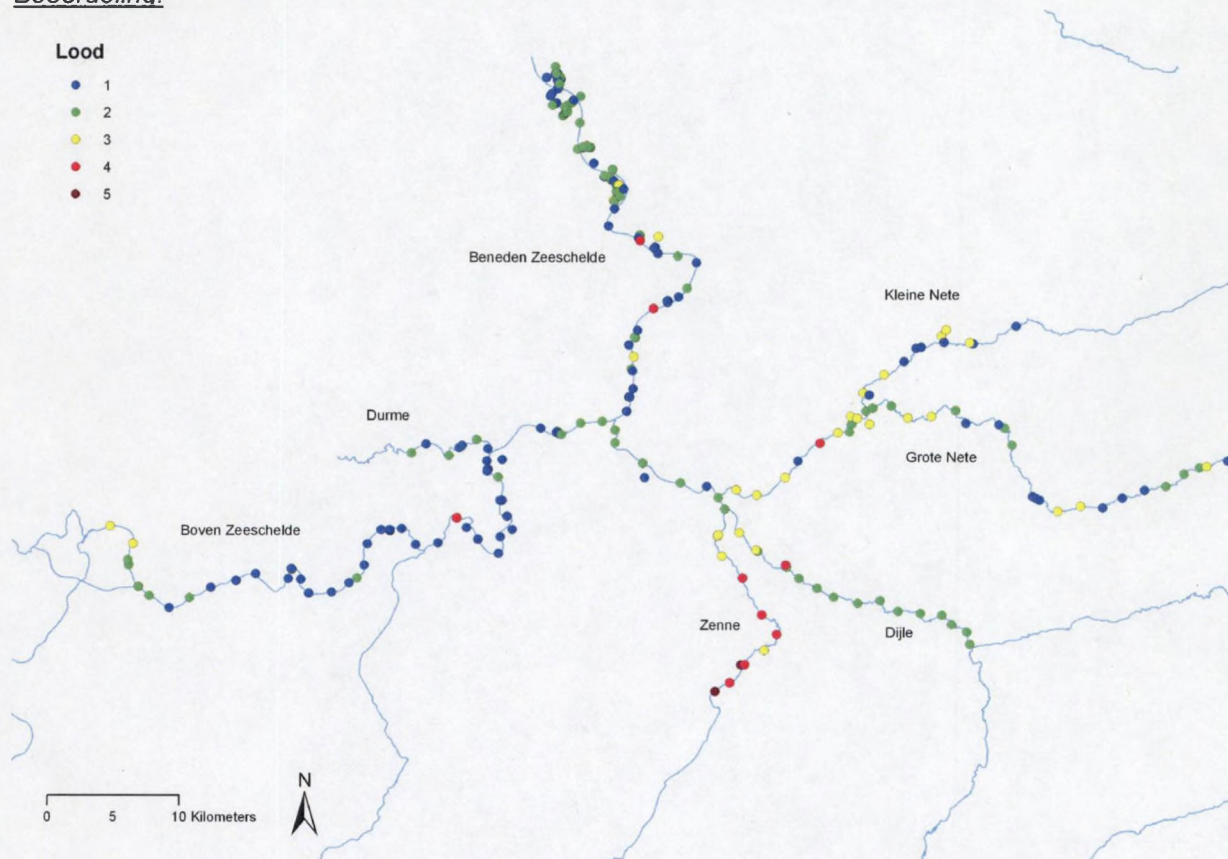 Lood
1
2
3
4
5
Beneden Zeeschelde
Kleine Nete
Durme
Grote Nete
Boven Zeeschelde
Zenne
Dijle
N
0 5 10 Kilometers